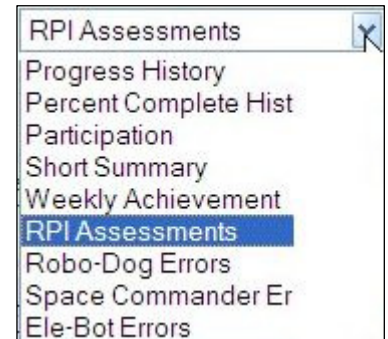 RPI Assessments
Progress History
Percent Complete Hist
Participation
Short Summary
Weekly Achievement
RPI Assessments
Robo-Dog Errors
Space Commander Er
Ele-Bot Errors